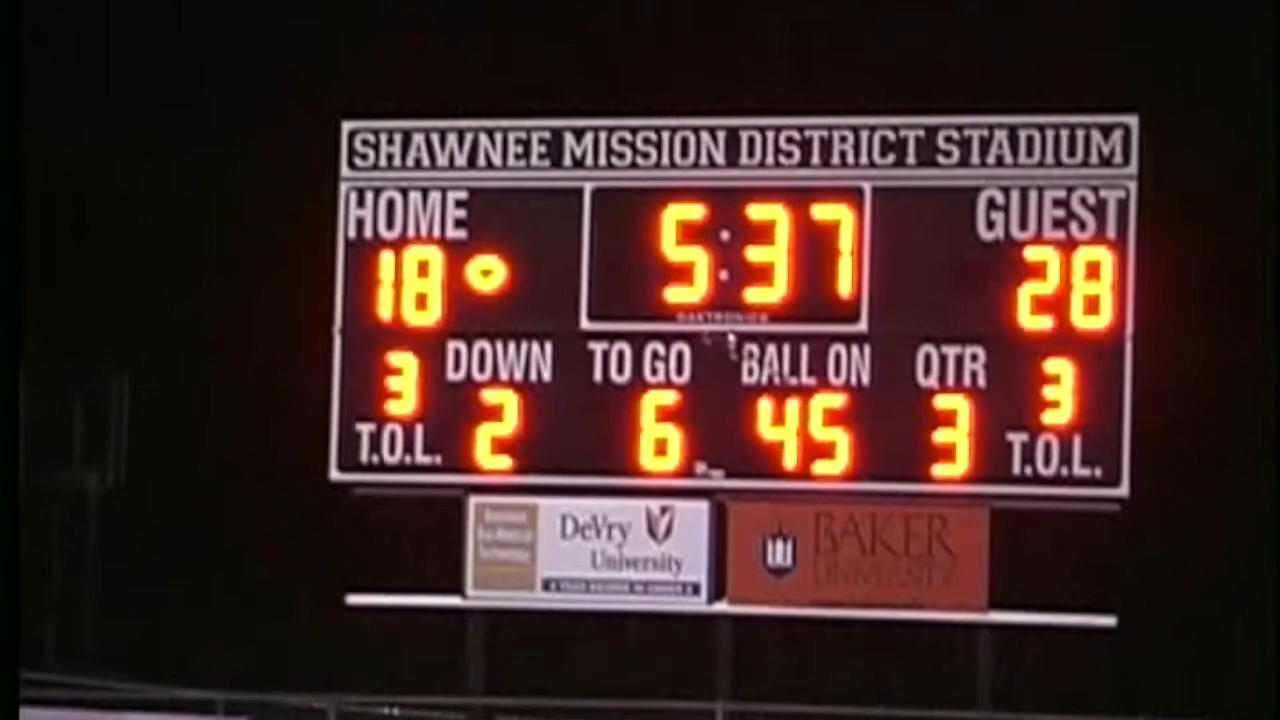 SHAWNEE MISSION DISTRICT STADIUM
HOME 5:37 GUEST
18 28
DAKTRONICS
DOWN TO GO BALL ON QTR
3 2 6 45 3 3
T.O.L. T.O.L.
DeVry
University
BAKER
UNIVERSITY